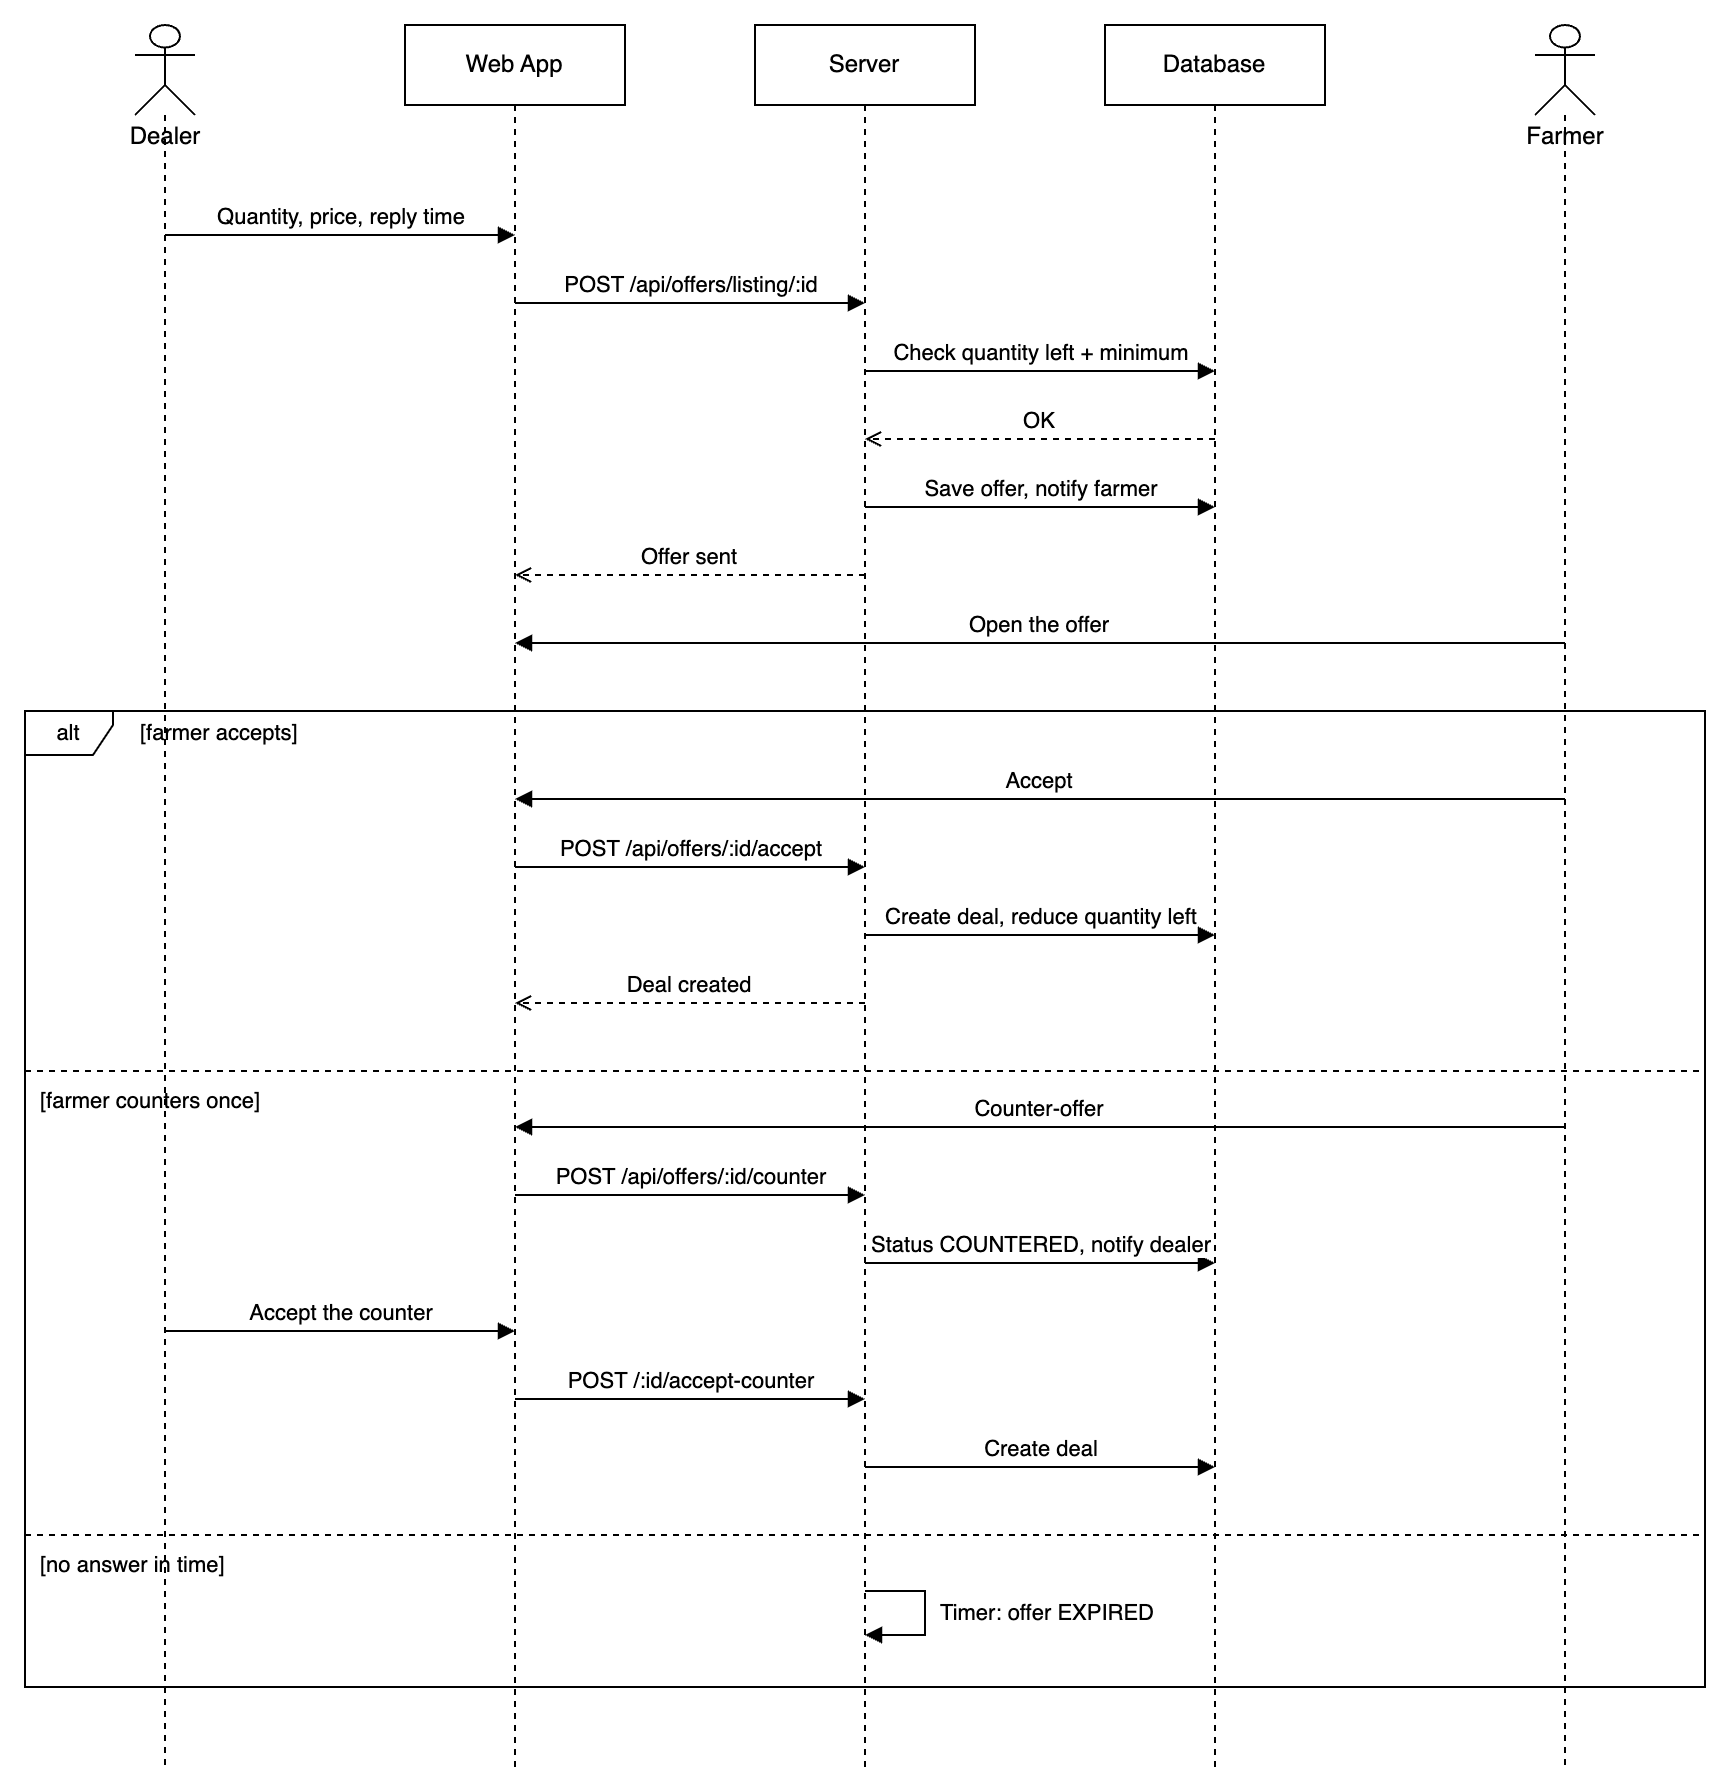 Web App
Server
Database
Dealer
Farmer
Quantity, price, reply time
POST /api/offers/listing/:id
Check quantity left + minimum
OK
Save offer, notify farmer
Offer sent
Open the offer
alt
[farmer accepts]
Accept
POST /api/offers/:id/accept
Create deal, reduce quantity left
Deal created
[farmer counters once]
Counter-offer
POST /api/offers/:id/counter
Status COUNTERED, notify dealer
Accept the counter
POST /:id/accept-counter
Create deal
[no answer in time]
Timer: offer EXPIRED